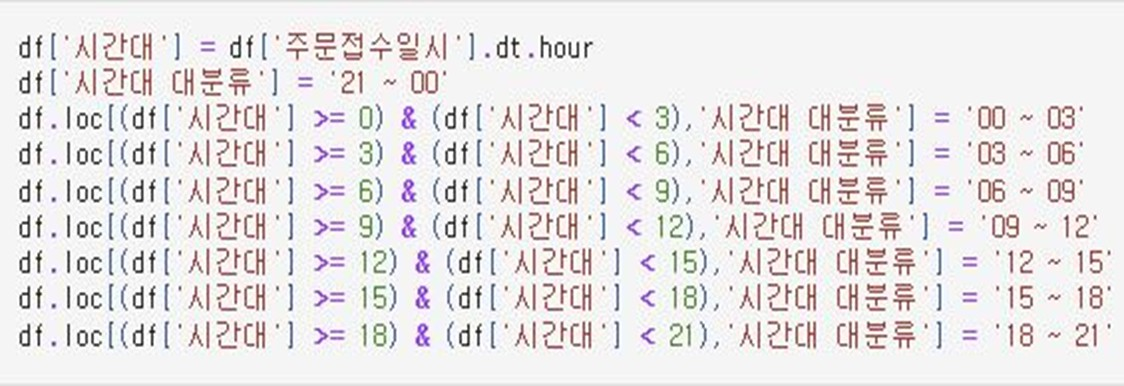 df['시간대'] = df['주문접수일시'].dt.hour
df['시간대 대분류'] = '21 ~ 00'
df.loc[(df['시간대'] >= 0) & (df['시간대'] < 3),'시간대 대분류'] = '00 ~ 03'
df.loc[(df['시간대'] >= 3) & (df['시간대'] < 6),'시간대 대분류'] = '03 ~ 06'
df.loc[(df['시간대'] >= 6) & (df['시간대'] < 9),'시간대 대분류'] = '06 ~ 09'
df.loc[(df['시간대'] >= 9) & (df['시간대'] < 12),'시간대 대분류'] = '09 ~ 12'
df.loc[(df['시간대'] >= 12) & (df['시간대'] < 15),'시간대 대분류'] = '12 ~ 15'
df.loc[(df['시간대'] >= 15) & (df['시간대'] < 18),'시간대 대분류'] = '15 ~ 18'
df.loc[(df['시간대'] >= 18) & (df['시간대'] < 21),'시간대 대분류'] = '18 ~ 21'